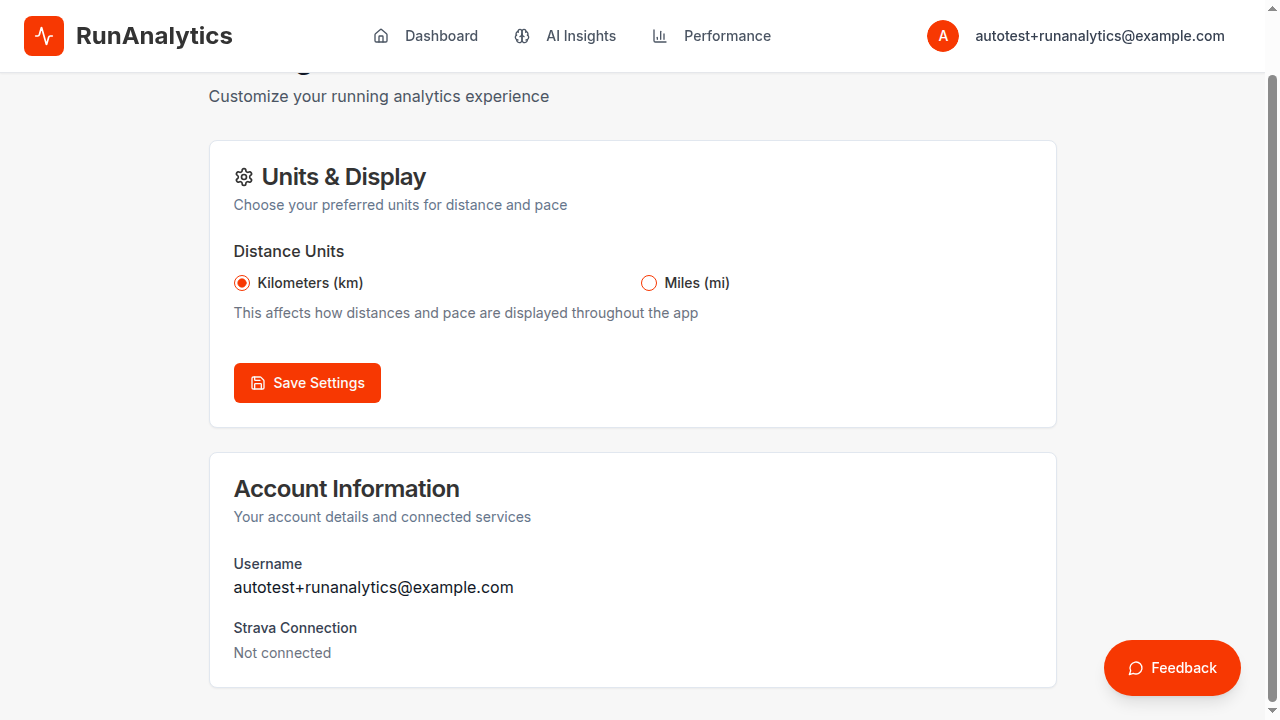 RunAnalytics
Dashboard
AI Insights
Performance
A
autotest+runanalytics@example.com
Customize your running analytics experience
Units & Display
Choose your preferred units for distance and pace
Distance Units
Kilometers (km)
Miles (mi)
This affects how distances and pace are displayed throughout the app
Save Settings
Account Information
Your account details and connected services
Username
autotest+runanalytics@example.com
Strava Connection
Not connected
Feedback